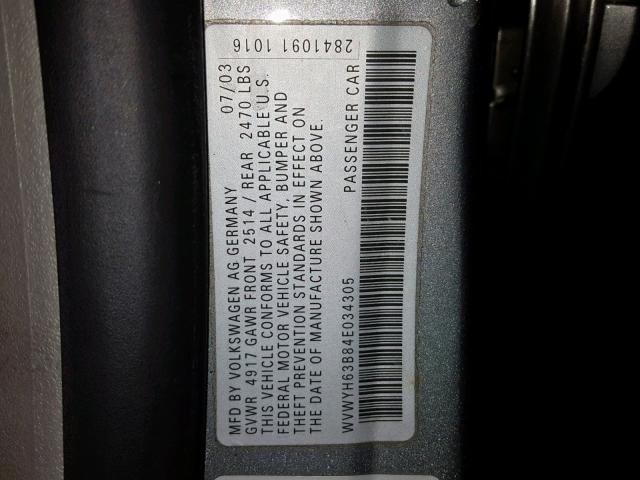 MFD BY VOLKSWAGEN AG GERMANY 07/03
GVWR 4917 GAWR FRONT 2514 / REAR 2470 LBS
THIS VEHICLE CONFORMS TO ALL APPLICABLE U.S.
FEDERAL MOTOR VEHICLE SAFETY, BUMPER AND
THEFT PREVENTION STANDARDS IN EFFECT ON
THE DATE OF MANUFACTURE SHOWN ABOVE.
WVWYH63B84E034305 PASSENGER CAR
2841091 1016